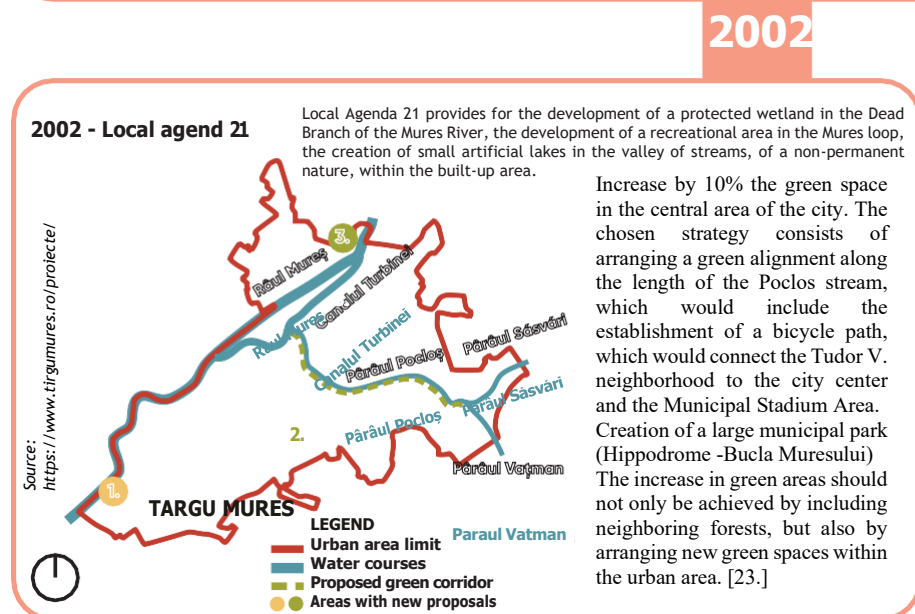 2002
2002 - Local agend 21
Local Agenda 21 provides for the development of a protected wetland in the Dead
Branch of the Mures River, the development of a recreational area in the Mures loop,
the creation of small artificial lakes in the valley of streams, of a non-permanent
nature, within the built-up area.
Increase by 10% the green space
in the central area of the city. The
chosen strategy consists of
arranging a green alignment along
the length of the Poclos stream,
which would include the
establishment of a bicycle path,
which would connect the Tudor V.
neighborhood to the city center
and the Municipal Stadium Area.
Creation of a large municipal park
(Hippodrome -Bucla Muresului)
The increase in green areas should
not only be achieved by including
neighboring forests, but also by
arranging new green spaces within
the urban area. [23.]
Source:
https://www.tirgumures.ro/proiecte/
3.
Râul Mureș
Canalul Turbinei
Râul Mureș
Canalul Turbinei
Pârâul Pocloș
Pârâul Sásvári
Pârâul Sásvári
Pârâul Pocloș
2.
Pârâul Vațman
1.
TARGU MURES
Paraul Vatman
LEGEND
Urban area limit
Water courses
Proposed green corridor
Areas with new proposals